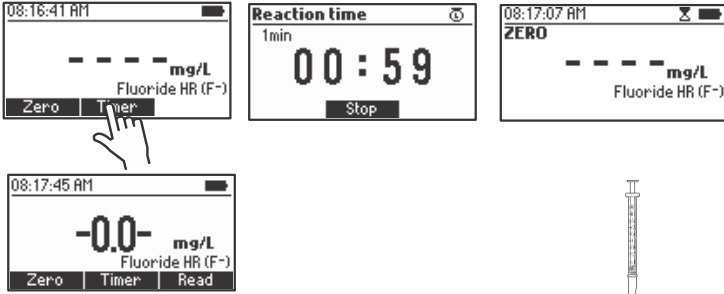 08:16:41 AM
– – – – mg/L
Fluoride HR (F-)
Zero Timer
Reaction time
1min
00:59
Stop
08:17:07 AM
ZERO
– – – – mg/L
Fluoride HR (F-)
08:17:45 AM
-0.0- mg/L
Fluoride HR (F-)
Zero Timer Read